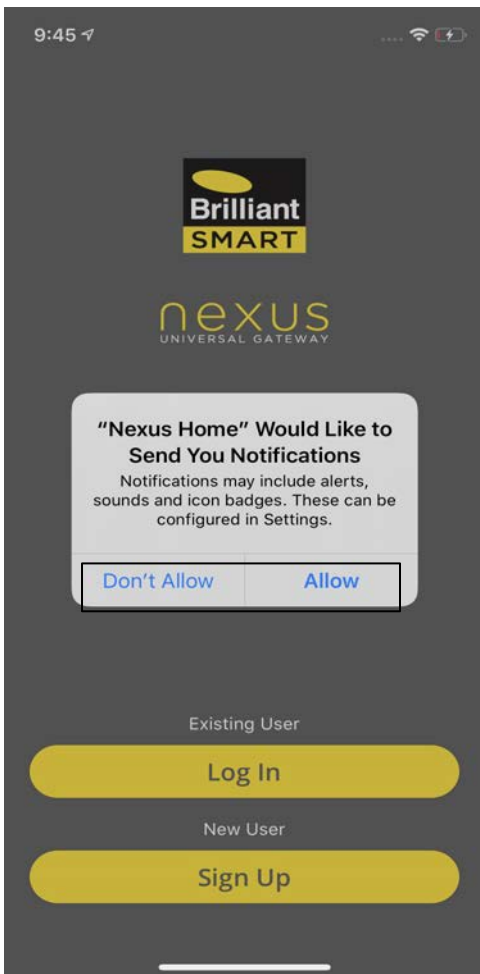 9:45
Brilliant
SMART
nexus
UNIVERSAL GATEWAY
“Nexus Home” Would Like to
Send You Notifications
Notifications may include alerts,
sounds and icon badges. These can be
configured in Settings.
Don’t Allow
Allow
Existing User
Log In
New User
Sign Up